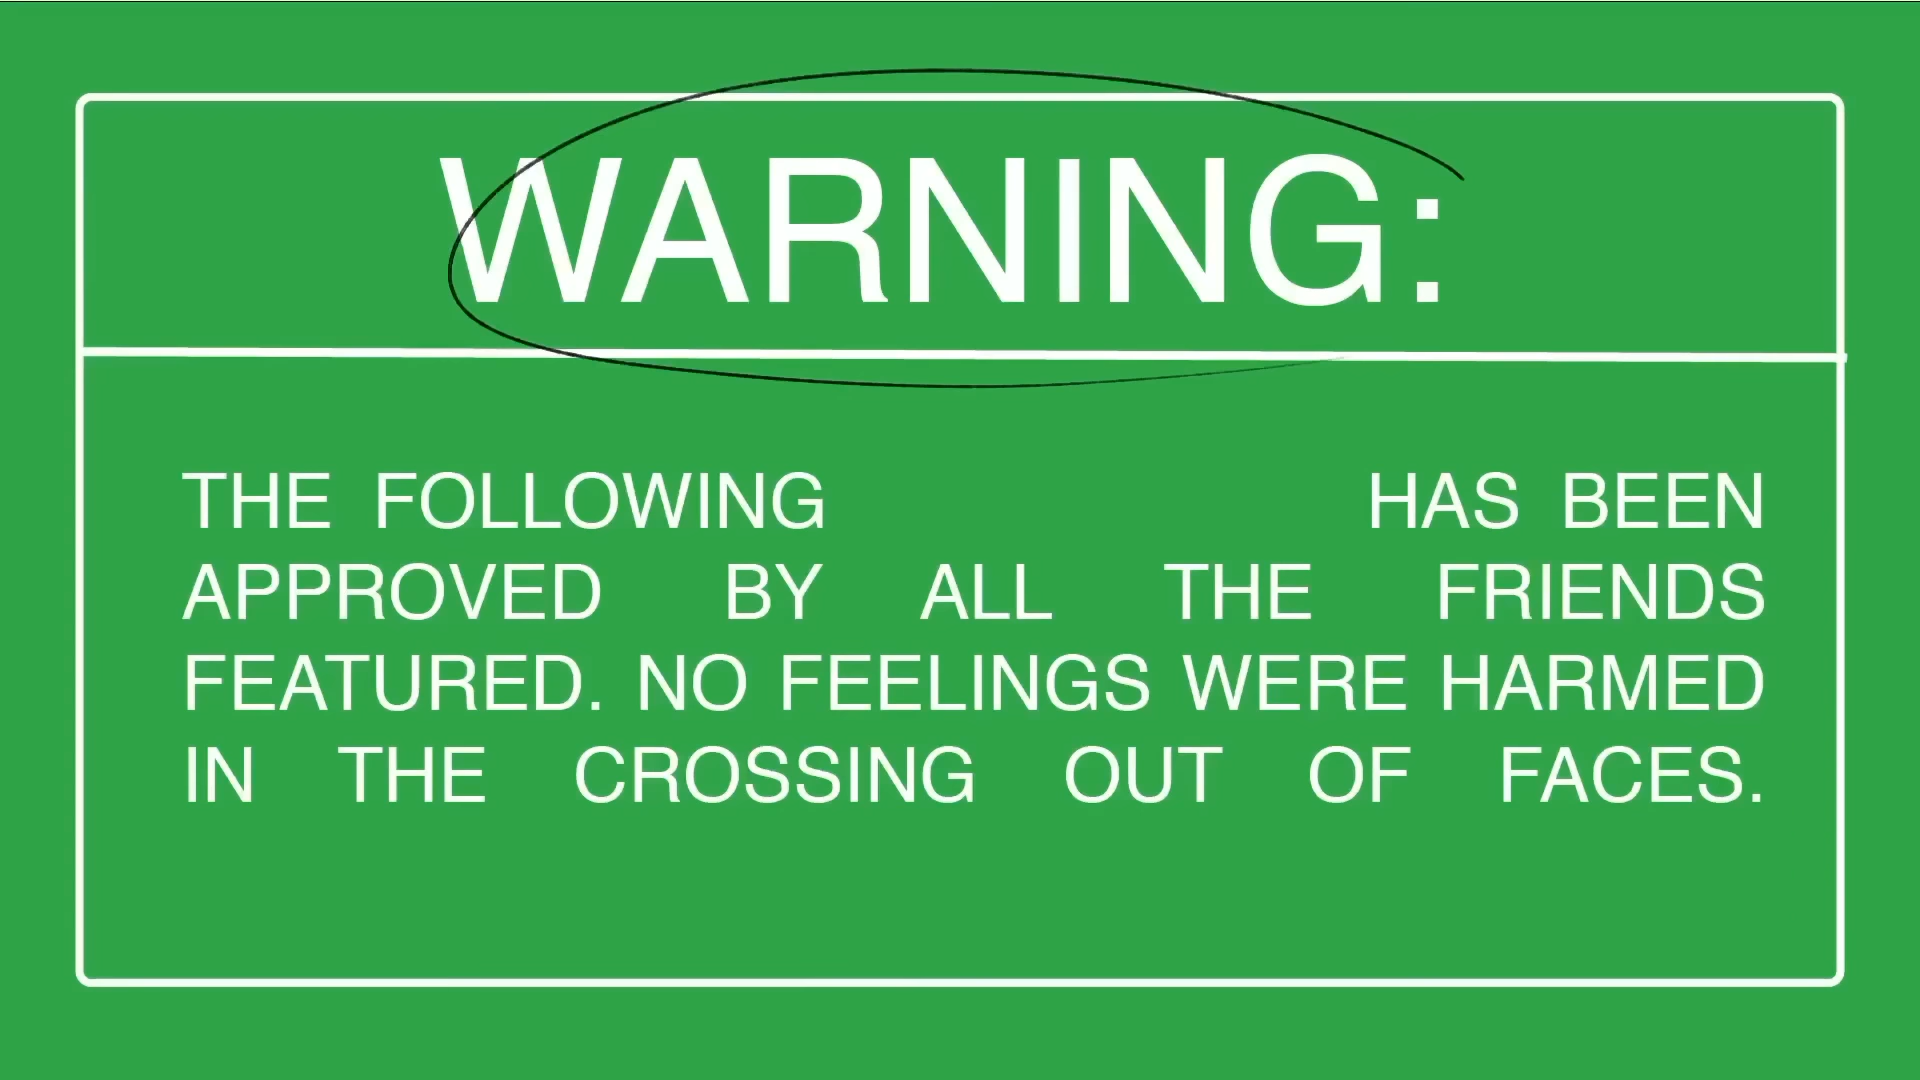 WARNING:
THE FOLLOWING HAS BEEN
APPROVED BY ALL THE FRIENDS
FEATURED. NO FEELINGS WERE HARMED
IN THE CROSSING OUT OF FACES.